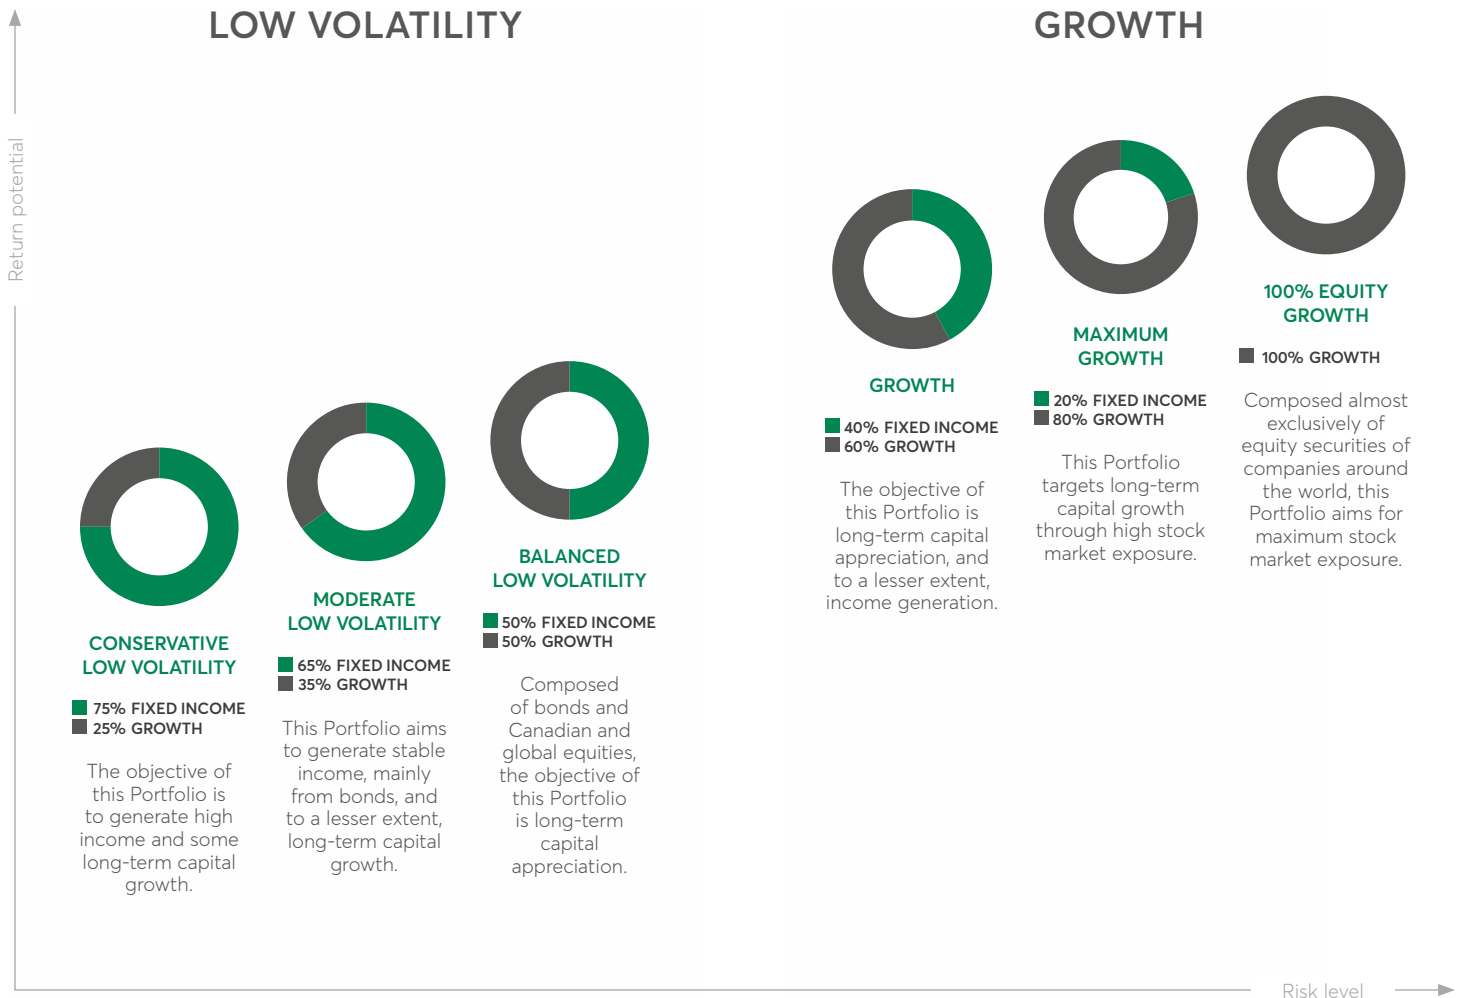 LOW VOLATILITY
GROWTH
Return potential
CONSERVATIVE
LOW VOLATILITY
75% FIXED INCOME
25% GROWTH
The objective of
this Portfolio is
to generate high
income and some
long-term capital
growth.
MODERATE
LOW VOLATILITY
65% FIXED INCOME
35% GROWTH
This Portfolio aims
to generate stable
income, mainly
from bonds, and
to a lesser extent,
long-term capital
growth.
BALANCED
LOW VOLATILITY
50% FIXED INCOME
50% GROWTH
Composed
of bonds and
Canadian and
global equities,
the objective of
this Portfolio
is long-term
capital
appreciation.
GROWTH
40% FIXED INCOME
60% GROWTH
The objective of
this Portfolio is
long-term capital
appreciation, and
to a lesser extent,
income generation.
MAXIMUM
GROWTH
20% FIXED INCOME
80% GROWTH
This Portfolio
targets long-term
capital growth
through high stock
market exposure.
100% EQUITY
GROWTH
100% GROWTH
Composed almost
exclusively of
equity securities of
companies around
the world, this
Portfolio aims for
maximum stock
market exposure.
Risk level